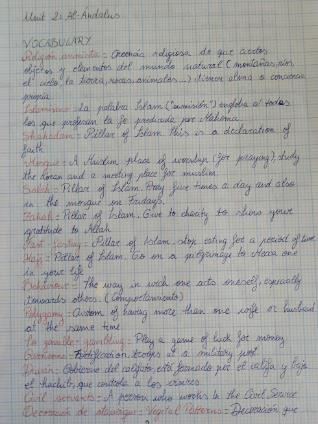 Unit 2: Al-Andalus
VOCABULARY
Religión animista = Creencia religiosa de que ciertos
objetos y elementos del mundo natural (montañas, ríos
el cielo, la tierra, rocas, animales...) tienen alma o conciencia
propia.
Islamismo = La palabra Islam ("sumisión") engloba a todos
los que profesan la fe predicada por Mahoma.
Shahadah = Pillar of Islam. This is a declaration of
faith
Mosque = A Muslim place of worship (for praying), study
the Koran and a meeting place for muslim.
Salah = Pillar of Islam. Pray five times a day and also
in the mosque on Fridays.
Zakah = Pillar of Islam. Give to charity to show your
gratitude to Allah
Fast fasting = Pillar of Islam, stop eating for a period of time
Hajj = Pillar of Islam. Go on a pilgrimage to Mecca one
in your life
Behaviour = The way in wich one acts oneself, especially
towards others. (Comportamiento)
Polygamy = Custom of having more than one wife or husband
at the same time
To gamble - gambling = Play a game of luck for money
Garrisons = Fortification, troops at a military post.
Diwan = Gobierno del califato, está formado por el califa y bajo
el hachib, que controla a los visires
Civil servants = A person who works in the Civil Service
Decoración de ataurique = Vegetal Patterns = Decoración que